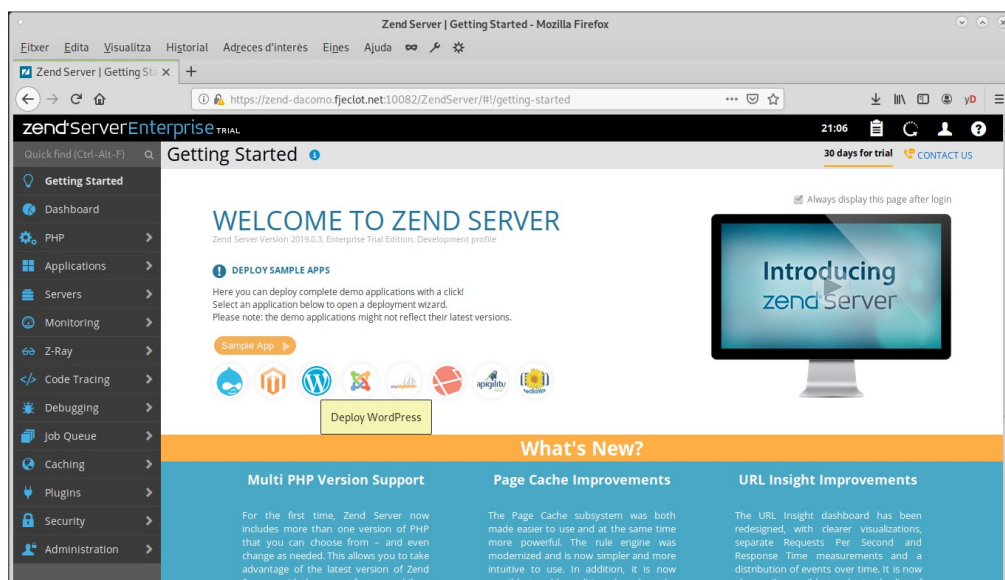 Zend Server | Getting Started - Mozilla Firefox
Eitxer Edita Visualitza Historial Adreces d'interès Eines Ajuda
Zend Server | Getting Sta
https://zend-dacomo.fjeclot.net:10082/ZendServer/#!/getting-started
yD
zend Server Enterprise TRIAL
21:06
Quick find (Ctrl-Alt-F)
Getting Started
30 days for trial
CONTACT US
Getting Started
Dashboard
PHP
Applications
Servers
Monitoring
Z-Ray
Code Tracing
Debugging
Job Queue
Caching
Plugins
Security
Administration
Always display this page after login
WELCOME TO ZEND SERVER
Zend Server Version 2019.0.3, Enterprise Trial Edition, Development profile
DEPLOY SAMPLE APPS
Here you can deploy complete demo applications with a click!
Select an application below to open a deployment wizard.
Please note: the demo applications might not reflect their latest versions.
Sample App
apigility
Deploy WordPress
Introducing
zend Server
What's New?
Multi PHP Version Support
For the first time, Zend Server now
includes more than one version of PHP
that you can choose from – and even
change as needed. This allows you to take
advantage of the latest version of Zend
Page Cache Improvements
The Page Cache subsystem was both
made easier to use and at the same time
more powerful. The rule engine was
modernized and is now simpler and more
intuitive to use. In addition, it is now
URL Insight Improvements
The URL Insight dashboard has been
redesigned, with clearer visualizations,
separate Requests Per Second and
Response Time measurements and a
distribution of events over time. It is now